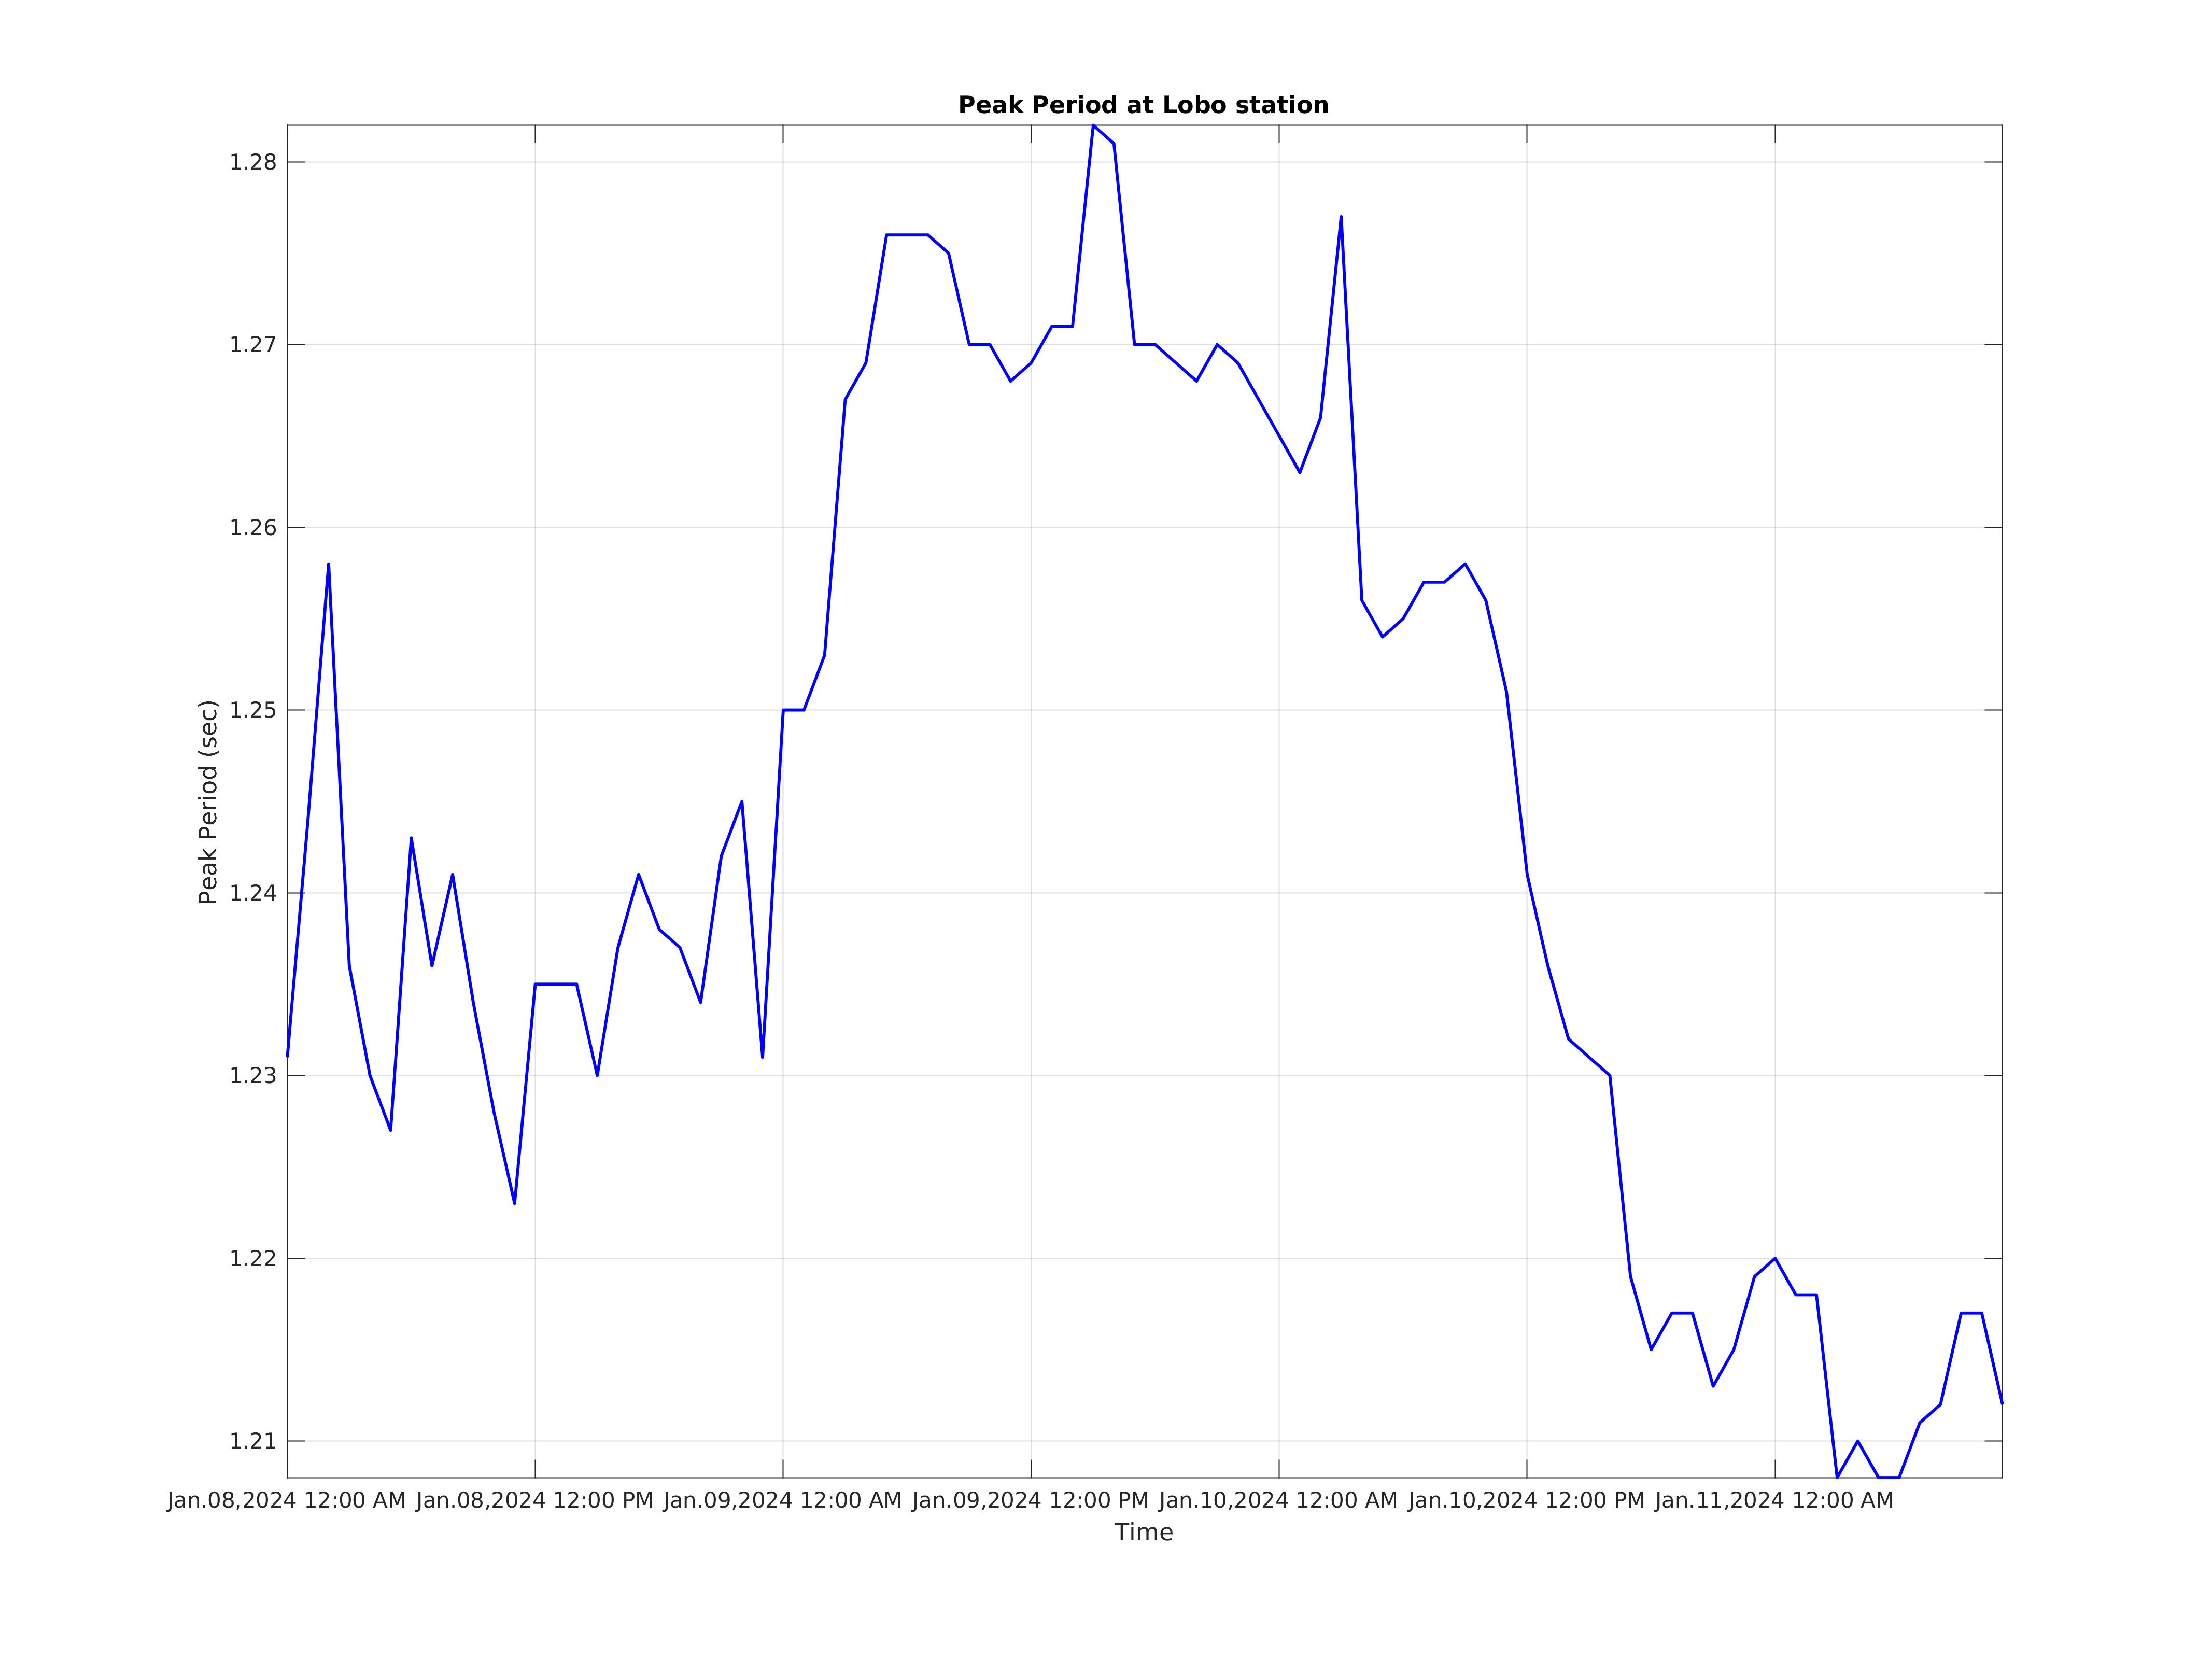 Peak Period at Lobo station
1.28
1.27
1.26
1.25
1.24
1.23
1.22
1.21
Peak Period (sec)
Jan.08,2024 12:00 AM Jan.08,2024 12:00 PM Jan.09,2024 12:00 AM Jan.09,2024 12:00 PM Jan.10,2024 12:00 AM Jan.10,2024 12:00 PM Jan.11,2024 12:00 AM
Time